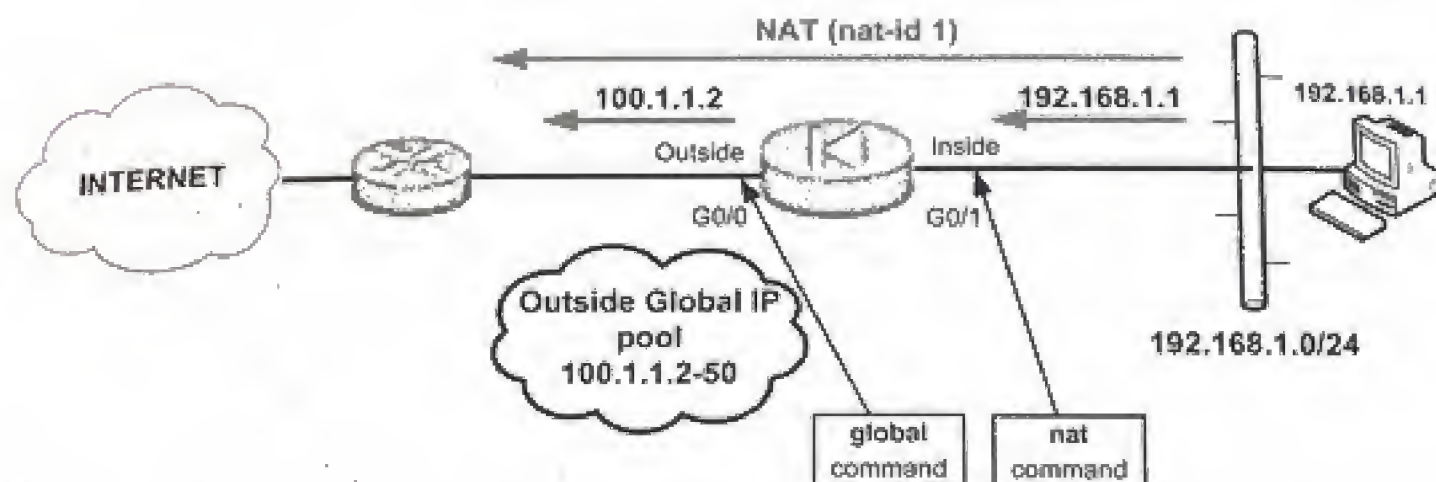 NAT (nat-id 1)
100.1.1.2
192.168.1.1
192.168.1.1
Outside
Inside
INTERNET
G0/0
G0/1
Outside Global IP
pool
100.1.1.2-50
192.168.1.0/24
global
command
nat
command